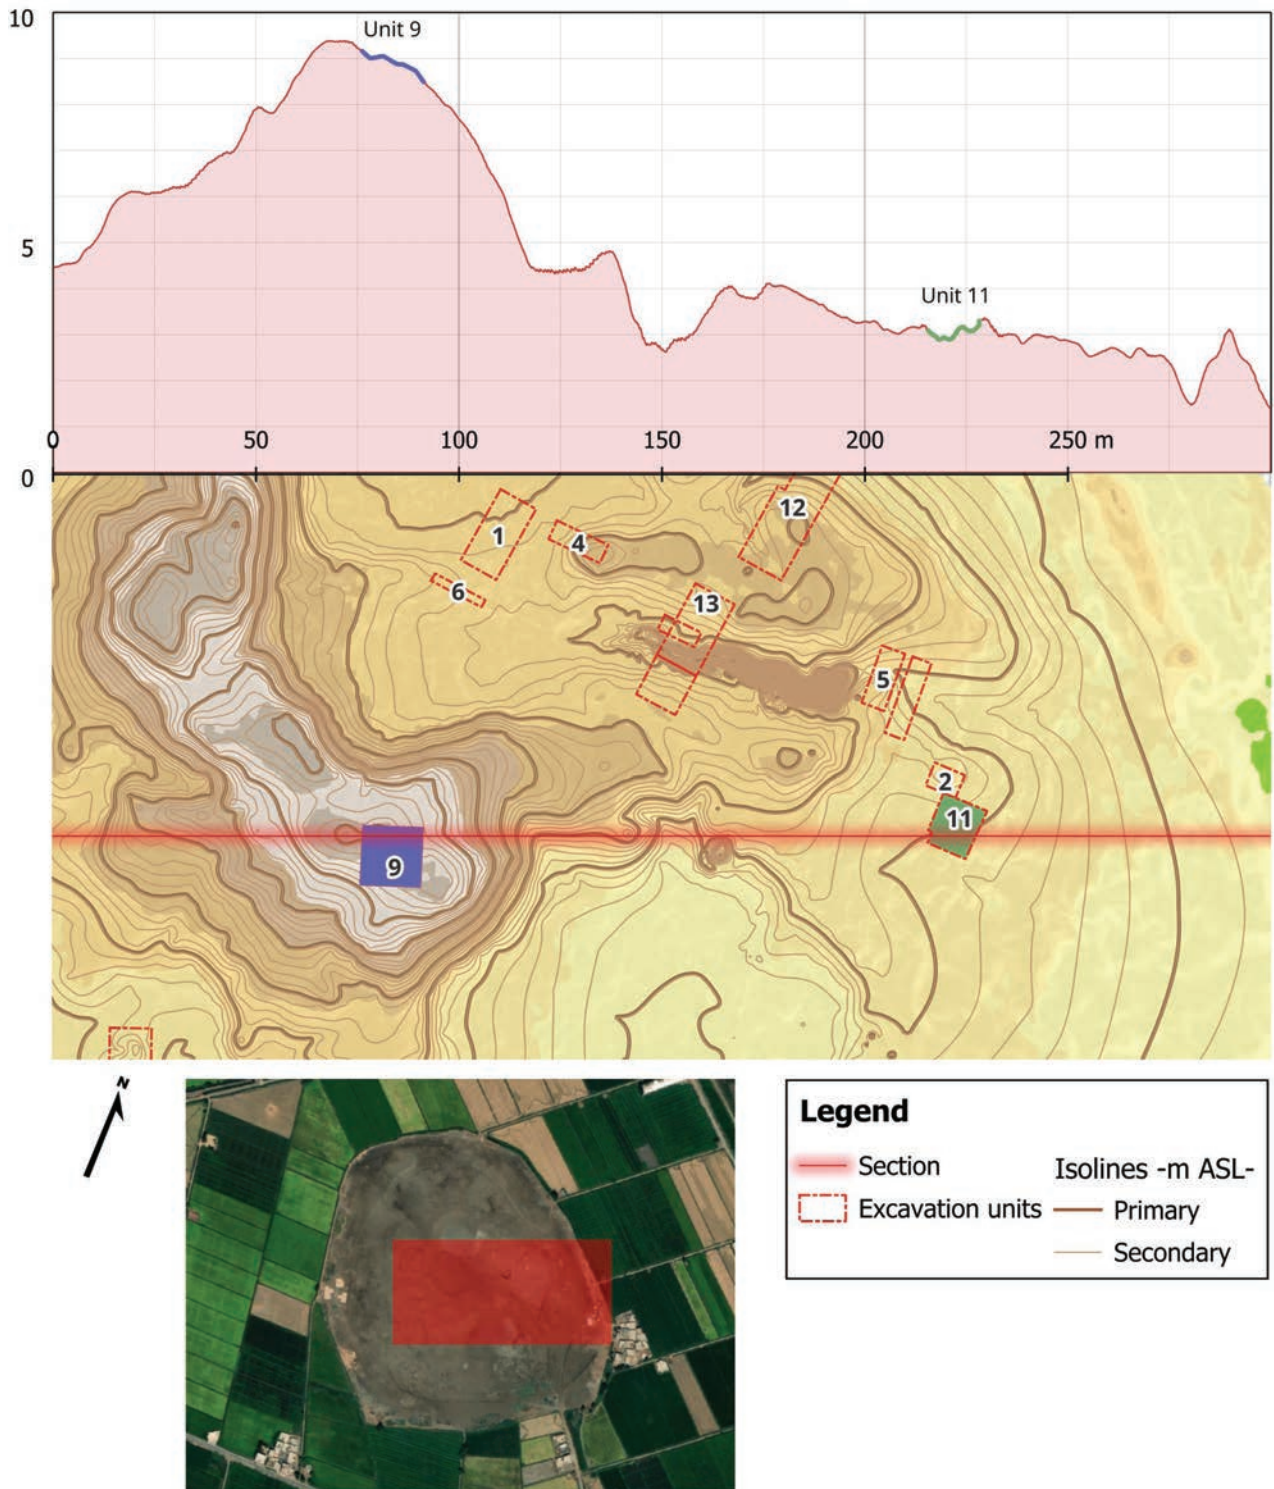 10
Unit 9
5
Unit 11
0 50 100 150 200 250 m
0
12
1
4
6
13
5
2
11
9
N
Legend
Section
Isolines -m ASL-
Excavation units
Primary
Secondary